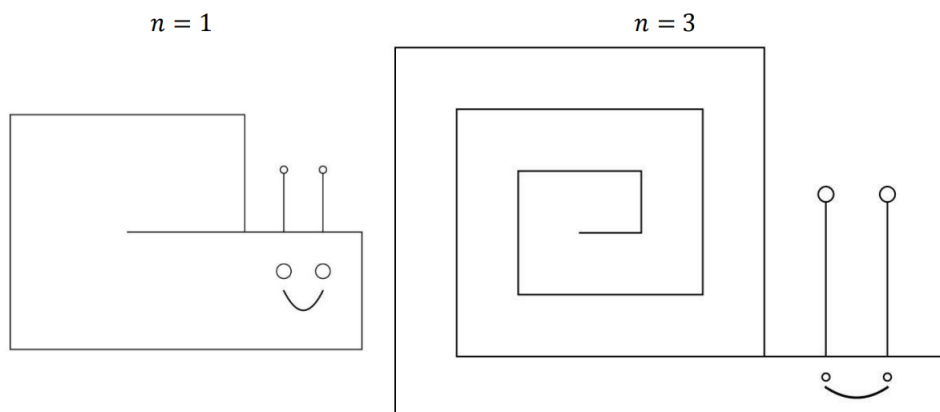 n = 1
n = 3